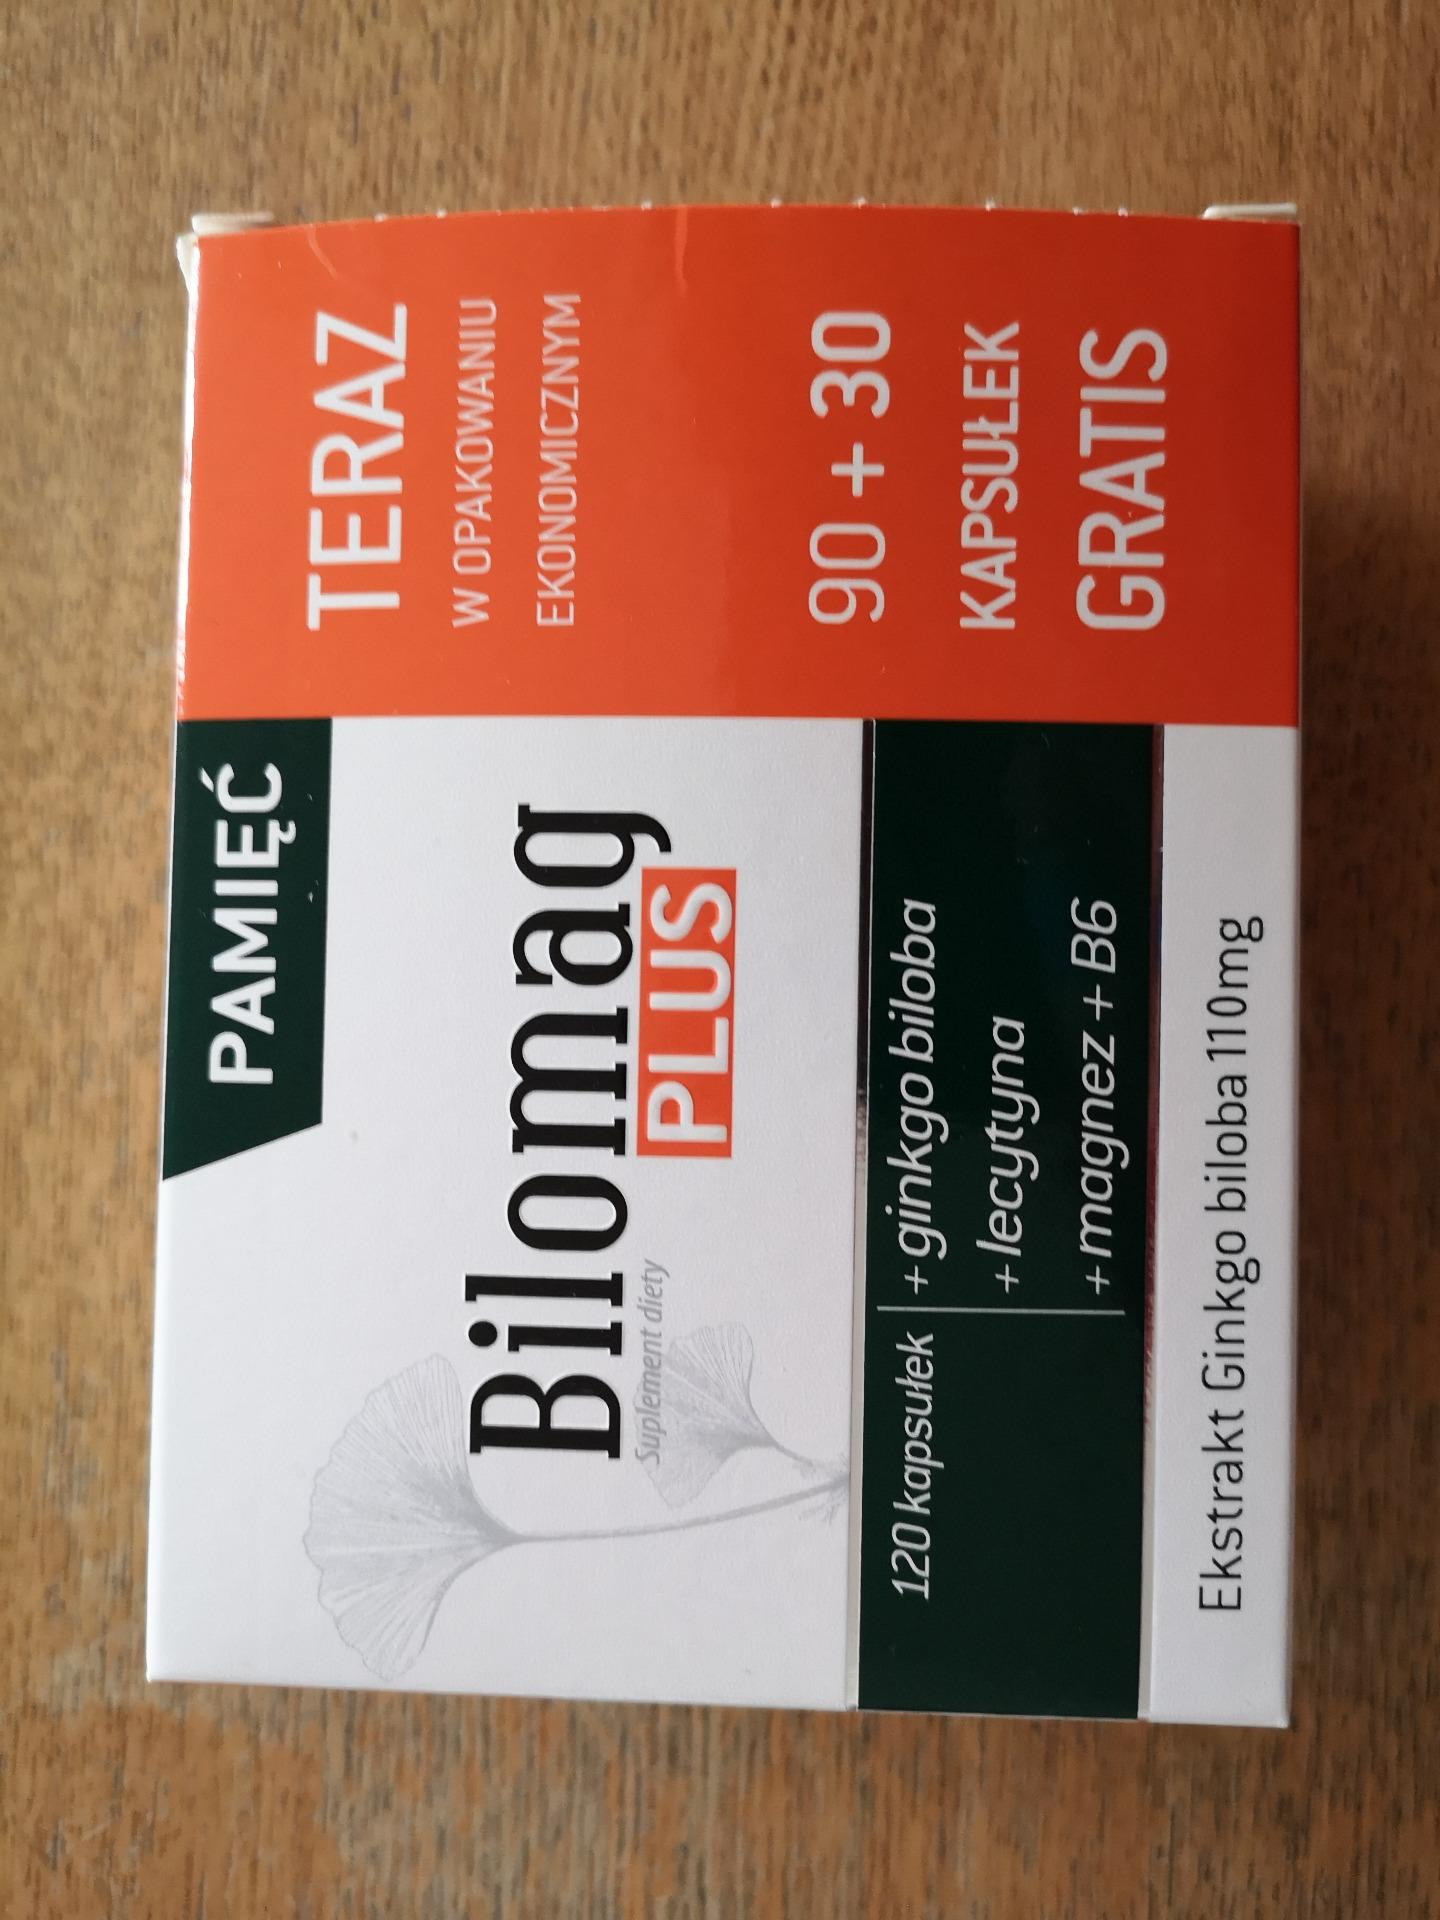 PAMIĘĆ
Bilomag
Suplement diety
PLUS
120 kapsułek
+ ginkgo biloba
+ lecytyna
+ magnez + B6
Ekstrakt Ginkgo biloba 110mg
TERAZ
W OPAKOWANIU
EKONOMICZNYM
90 + 30
KAPSUŁEK
GRATIS